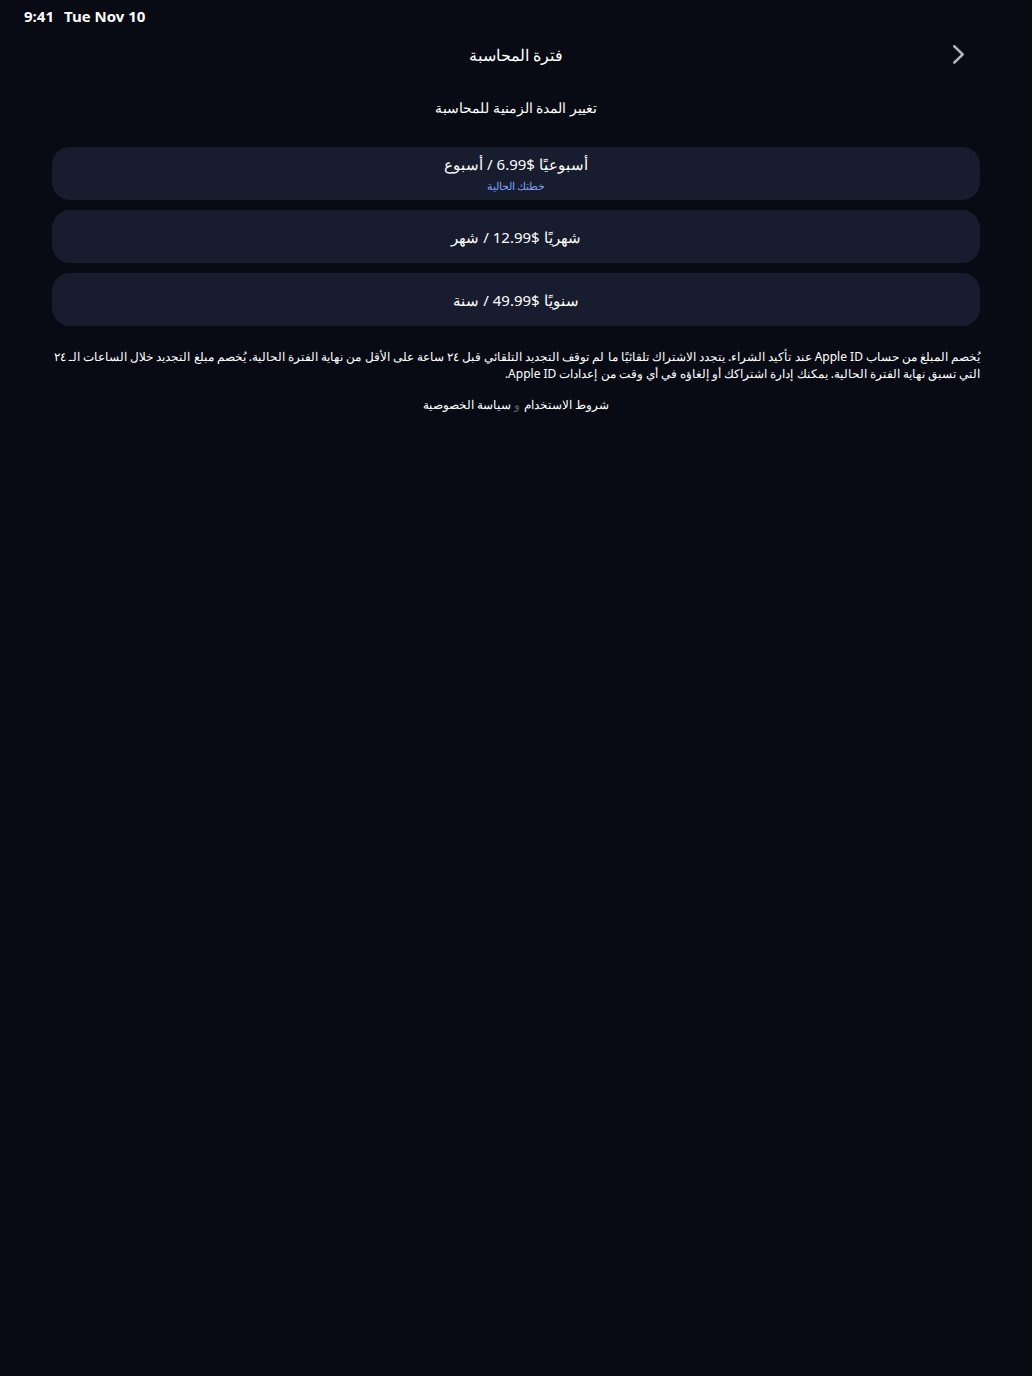 9:41 Tue Nov 10
فترة المحاسبة
تغيير المدة الزمنية للمحاسبة
أسبوعيًا $6.99 / أسبوع
خطتك الحالية
شهريًا $12.99 / شهر
سنويًا $49.99 / سنة
يُخصم المبلغ من حساب Apple ID عند تأكيد الشراء. يتجدد الاشتراك تلقائيًا ما لم توقف التجديد التلقائي قبل ٢٤ ساعة على الأقل من نهاية الفترة الحالية. يُخصم مبلغ التجديد خلال الساعات الـ ٢٤
التي تسبق نهاية الفترة الحالية. يمكنك إدارة اشتراكك أو إلغاؤه في أي وقت من إعدادات Apple ID.
شروط الاستخدام و سياسة الخصوصية